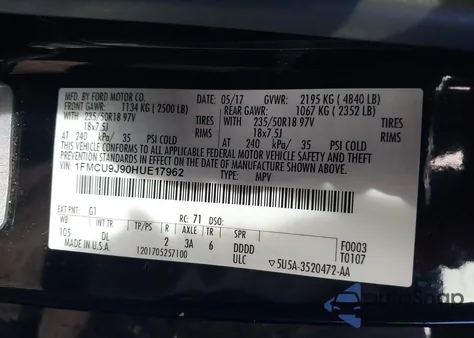 MFD. BY FORD MOTOR CO.
DATE: 05/17 GVWR: 2195 KG ( 4840 LB)
FRONT GAWR: 1134 KG ( 2500 LB) REAR GAWR: 1067 KG ( 2352 LB)
235/50R18 97V TIRES 235/50R18 97V TIRES
18x7.5J RIMS 18x7.5J RIMS
AT 240 kPa/ 35 PSI COLD AT 240 kPa/ 35 PSI COLD
THIS VEHICLE CONFORMS TO ALL APPLICABLE FEDERAL MOTOR VEHICLE SAFETY AND THEFT PREVENTION STANDARDS IN EFFECT ON THE DATE OF MANUFACTURE SHOWN ABOVE.
VIN: 1FMCU9J90HUE17962
TYPE: MPV
EXT PNT: G1 RC: 71 DSO:
WB INT TR TP/PS R AXLE TR SPR F0003
105 DL 2 3A 6 DDDD T0107
MADE IN U.S.A. ULC
1201705257100 5U5A-3520472-AA